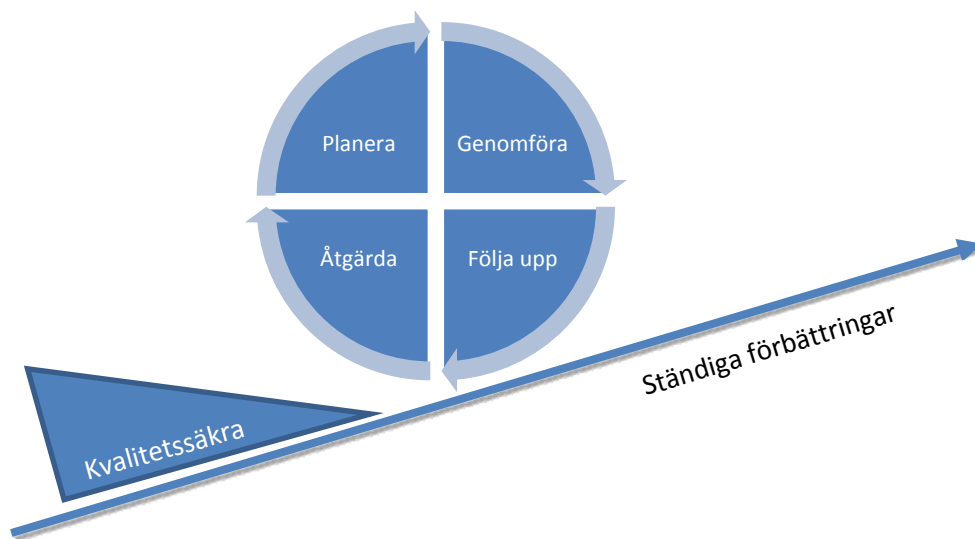 Planera
Genomföra
Åtgärda
Följa upp
Ständiga förbättringar
Kvalitetssäkra